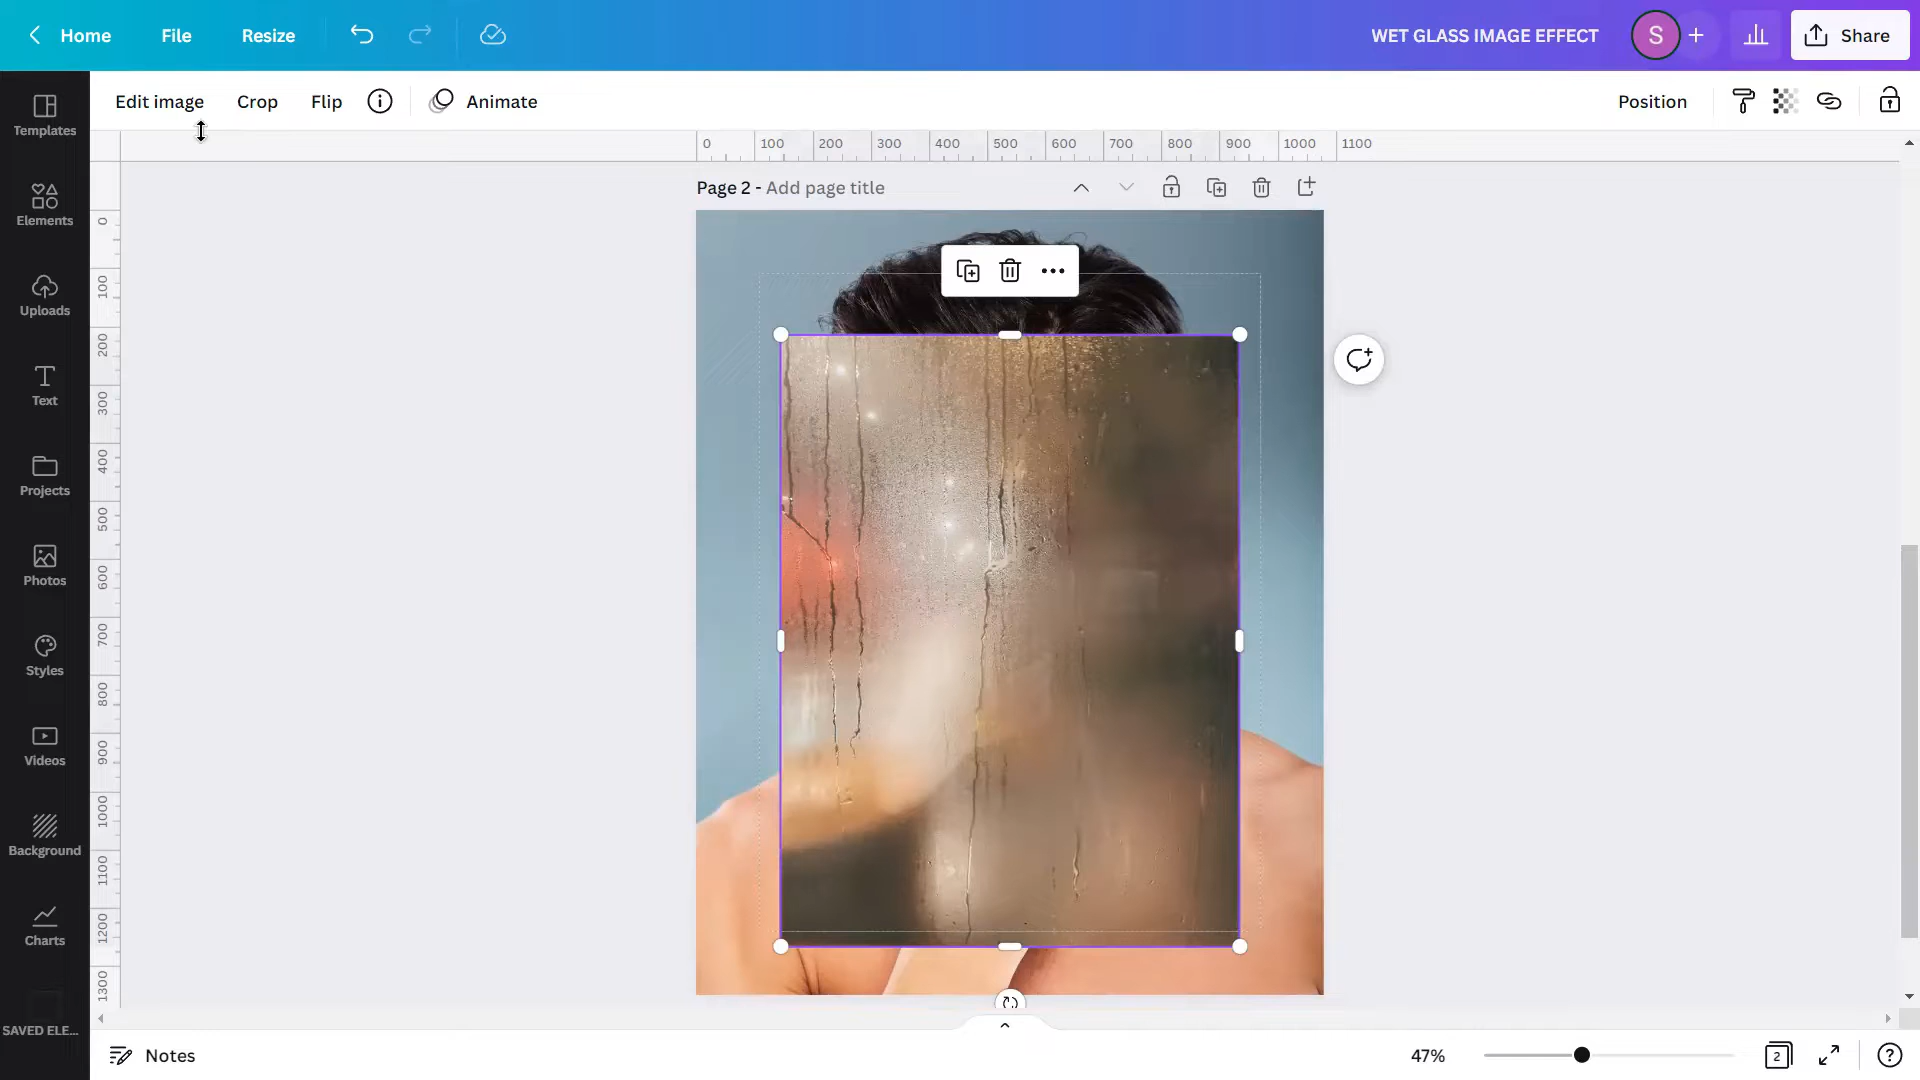 Home File Resize WET GLASS IMAGE EFFECT S + Share
Edit image Crop Flip Animate Position
Templates
Elements
Uploads
Text
Projects
Photos
Styles
Videos
Background
Charts
SAVED ELE...
0 100 200 300 400 500 600 700 800 900 1000 1100
Page 2 - Add page title
0
100
200
300
400
500
600
700
800
900
1000
1100
1200
1300
Notes 47% 2 ?